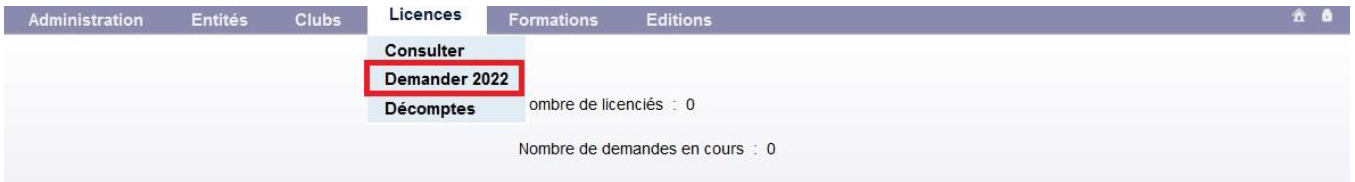 Administration Entités Clubs Licences Formations Editions
Consulter
Demander 2022
Décomptes
ombre de licenciés : 0
Nombre de demandes en cours : 0